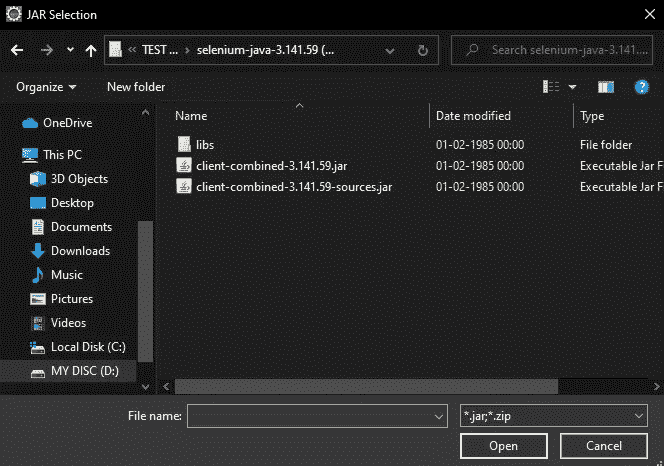 JAR Selection
TEST ... selenium-java-3.141.59 (... Search selenium-java-3.141....
Organize New folder
Name Date modified Type
OneDrive
This PC
3D Objects
Desktop
Documents
Downloads
Music
Pictures
Videos
Local Disk (C:)
MY DISC (D:)
libs 01-02-1985 00:00 File folder
client-combined-3.141.59.jar 01-02-1985 00:00 Executable Jar F
client-combined-3.141.59-sources.jar 01-02-1985 00:00 Executable Jar F
File name: *.jar;*.zip
Open Cancel